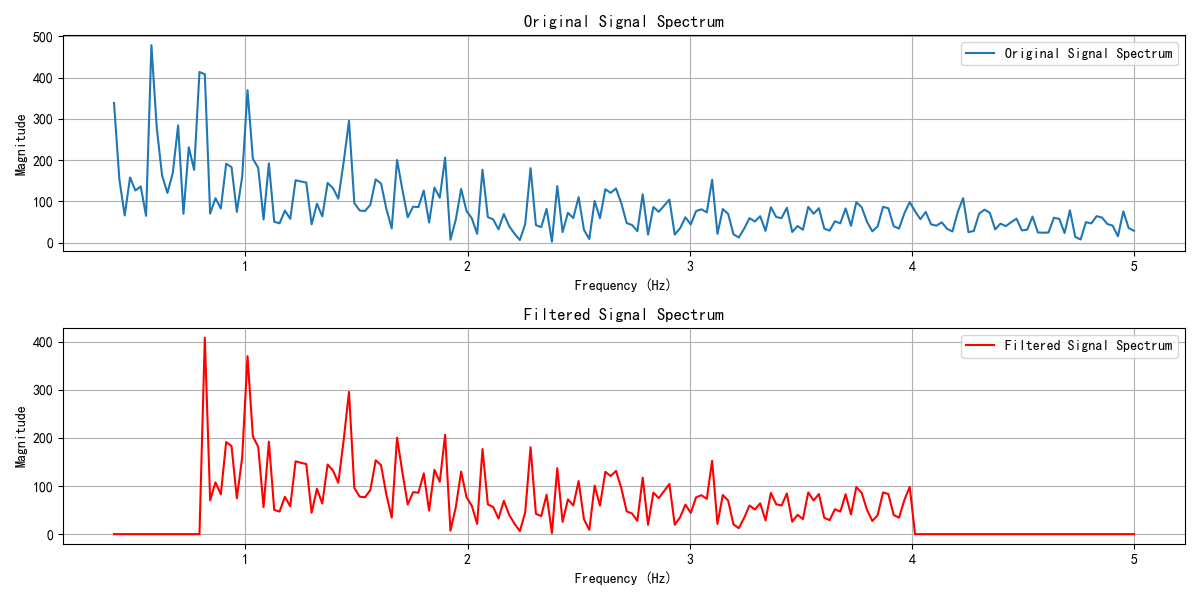 Original Signal Spectrum
500
400
300
200
100
0
Magnitude
Original Signal Spectrum
1
2
3
4
5
Frequency (Hz)
Filtered Signal Spectrum
400
300
200
100
0
Magnitude
Filtered Signal Spectrum
1
2
3
4
5
Frequency (Hz)